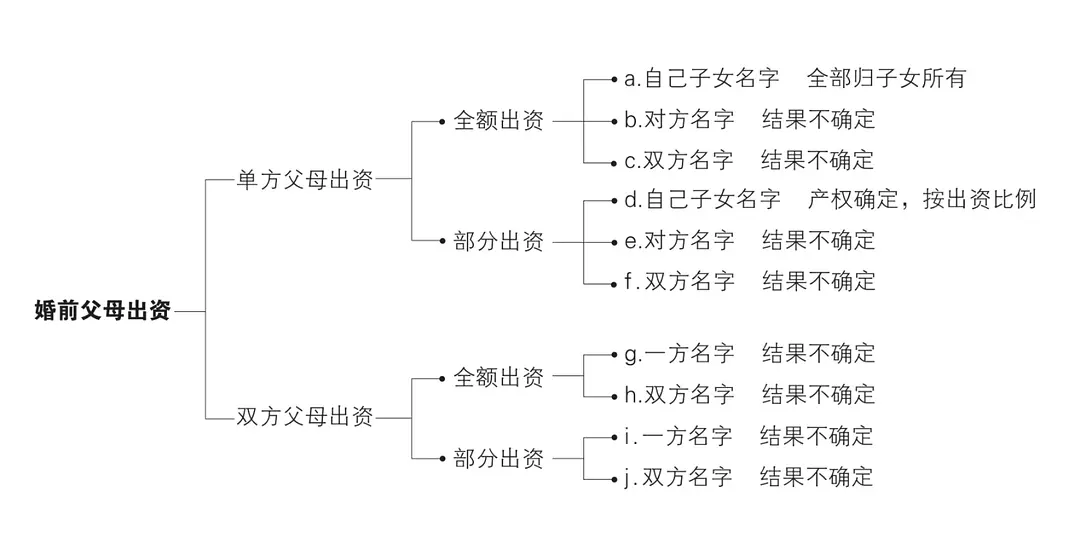 婚前父母出资
单方父母出资
全额出资
a.自己子女名字 全部归子女所有
b.对方名字 结果不确定
c.双方名字 结果不确定
部分出资
d.自己子女名字 产权确定，按出资比例
e.对方名字 结果不确定
f.双方名字 结果不确定
双方父母出资
全额出资
g.一方名字 结果不确定
h.双方名字 结果不确定
部分出资
i.一方名字 结果不确定
j.双方名字 结果不确定